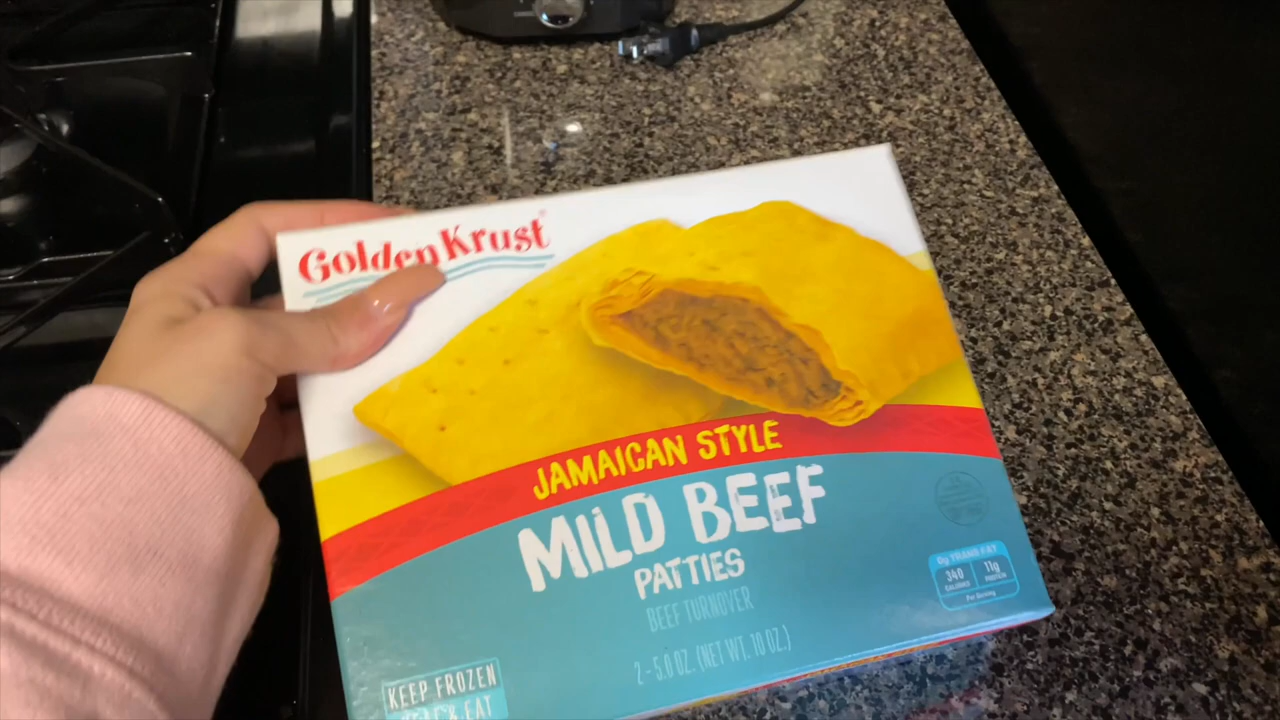 Golden Krust
JAMAICAN STYLE
MILD BEEF
PATTIES
BEEF TURNOVER
2 - 5.0 OZ. (NET WT. 10 OZ.)
0g TRANS FAT
340 11g
CALORIES PROTEIN
Per Serving
KEEP FROZEN
& EAT